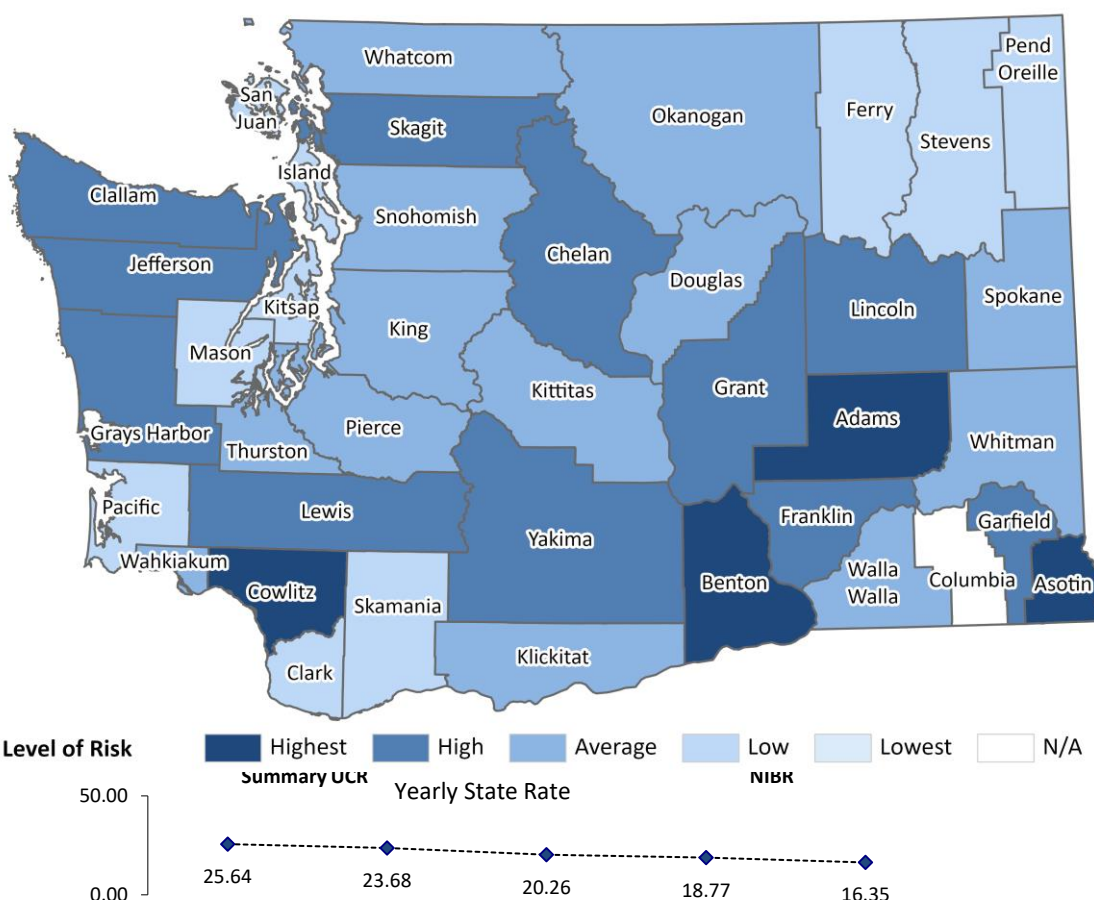 Whatcom
Pend
Oreille
San
Juan
Skagit
Okanogan
Ferry
Stevens
Island
Clallam
Snohomish
Chelan
Jefferson
Douglas
Lincoln
Spokane
Kitsap
King
Mason
Kittitas
Grant
Adams
Grays Harbor
Thurston
Pierce
Whitman
Pacific
Lewis
Yakima
Franklin
Garfield
Wahkiakum
Cowlitz
Skamania
Benton
Walla
Walla
Columbia
Asotin
Clark
Klickitat
Level of Risk Highest High Average Low Lowest N/A
Summary UCR NIBR
Yearly State Rate
50.00
25.64 23.68 20.26 18.77 16.35
0.00